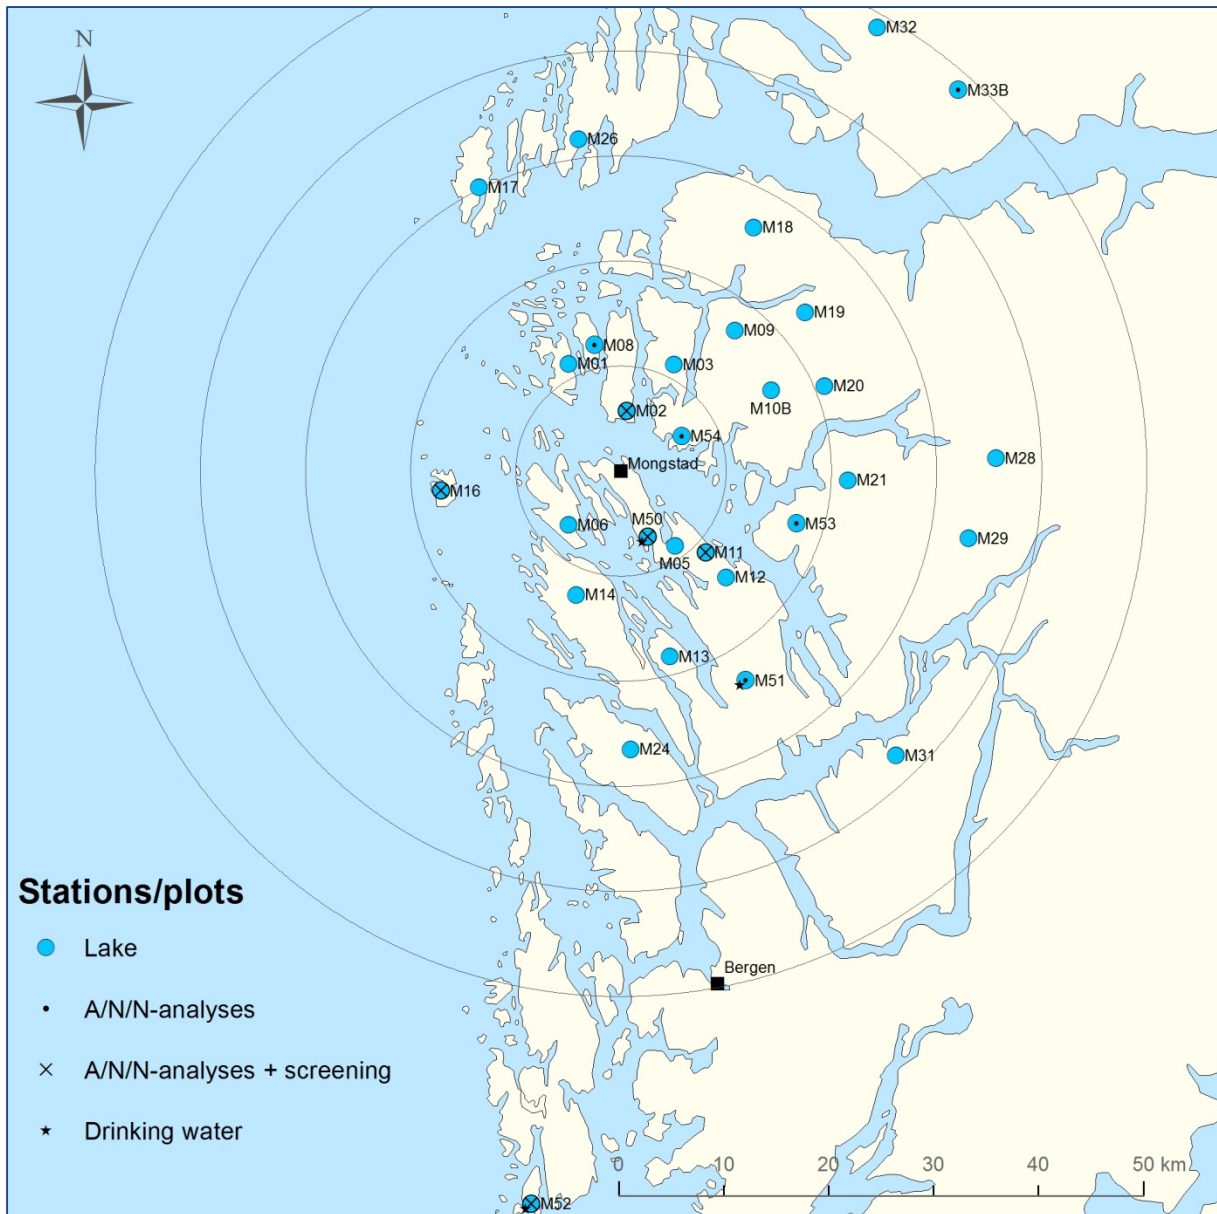 N
M32
M33B
M26
M17
M18
M19
M09
M08
M01
M03
M20
M10B
M02
M54
Mongstad
M28
M21
M16
M06
M50
M53
M29
M05
M11
M12
M14
M13
M51
M24
M31
Stations/plots
Lake
A/N/N-analyses
A/N/N-analyses + screening
Drinking water
Bergen
0 10 20 30 40 50 km
M52